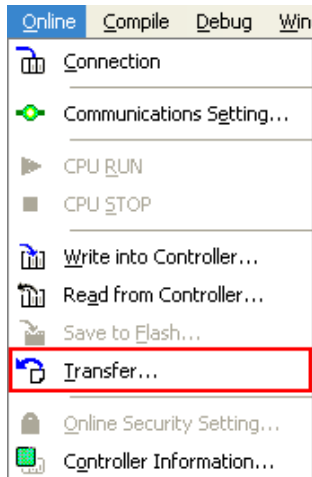 Online Compile Debug Win
Connection
Communications Setting...
CPU RUN
CPU STOP
Write into Controller...
Read from Controller...
Save to Flash...
Transfer...
Online Security Setting...
Controller Information...